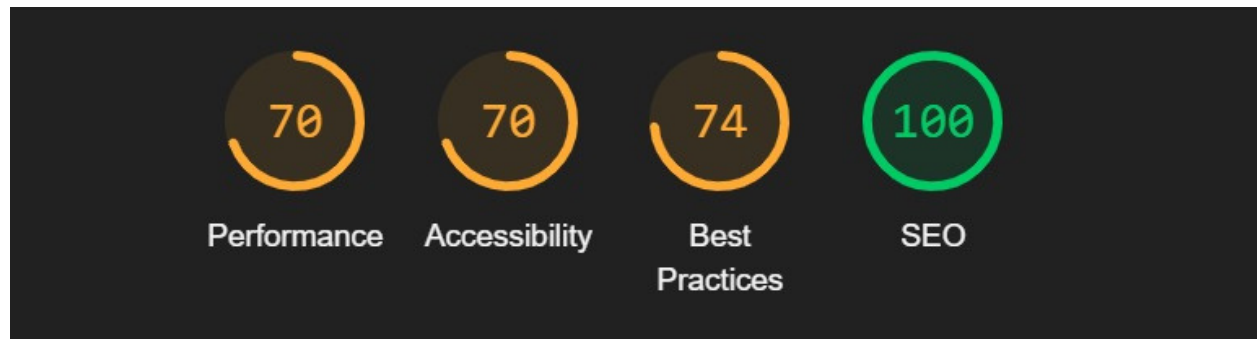 70
70
74
100
Performance
Accessibility
Best
Practices
SEO